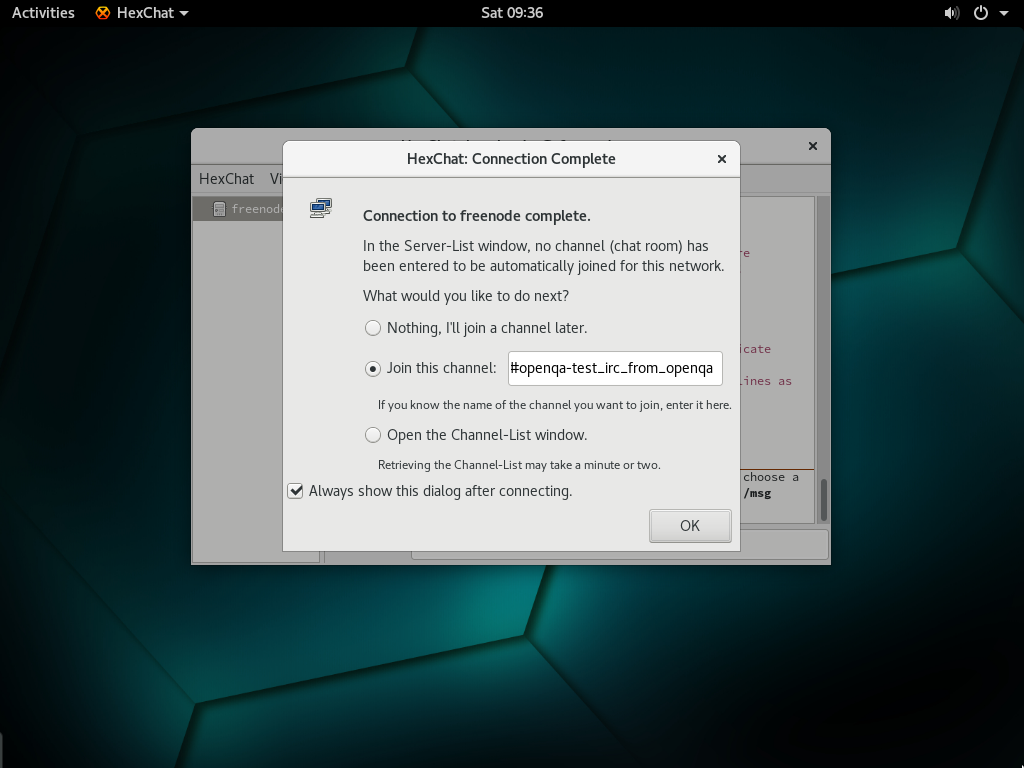 Activities HexChat Sat 09:36
HexChat: Connection Complete
HexChat
freenode
Connection to freenode complete.
In the Server-List window, no channel (chat room) has
been entered to be automatically joined for this network.
What would you like to do next?
Nothing, I'll join a channel later.
Join this channel: #openqa-test_irc_from_openqa
If you know the name of the channel you want to join, enter it here.
lines as
Open the Channel-List window.
Retrieving the Channel-List may take a minute or two.
choose a
Always show this dialog after connecting.
/msg
OK